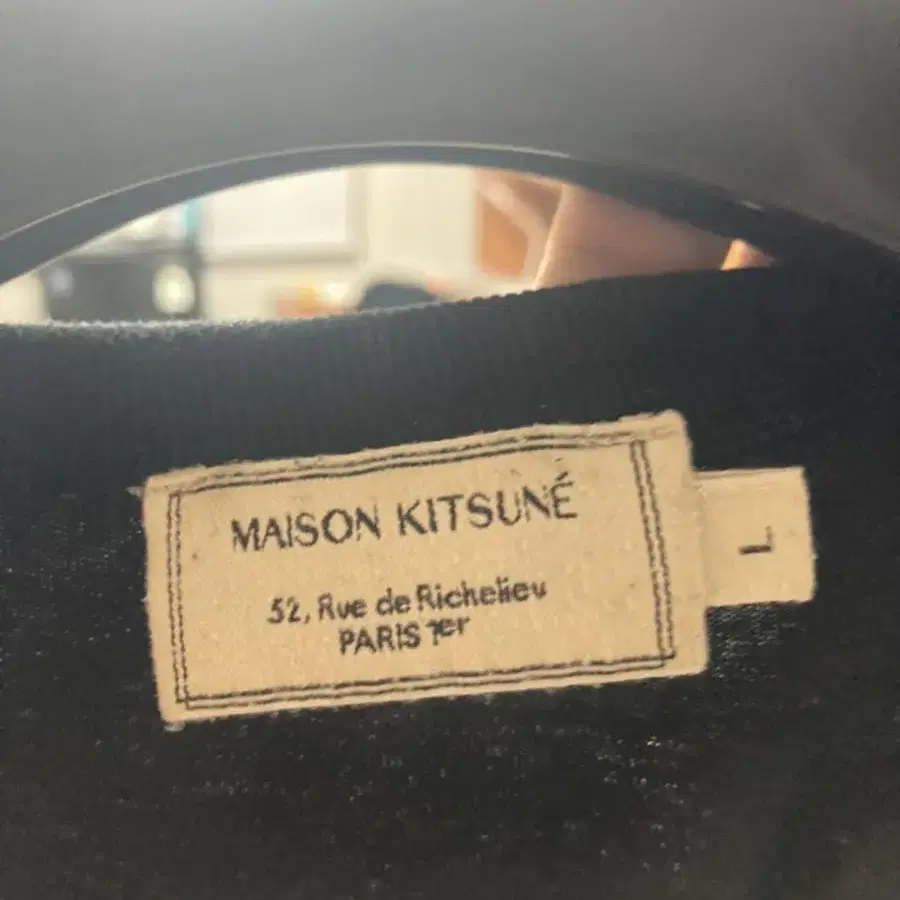 MAISON KITSUNÉ
52, Rue de Richelieu
PARIS 1er
L